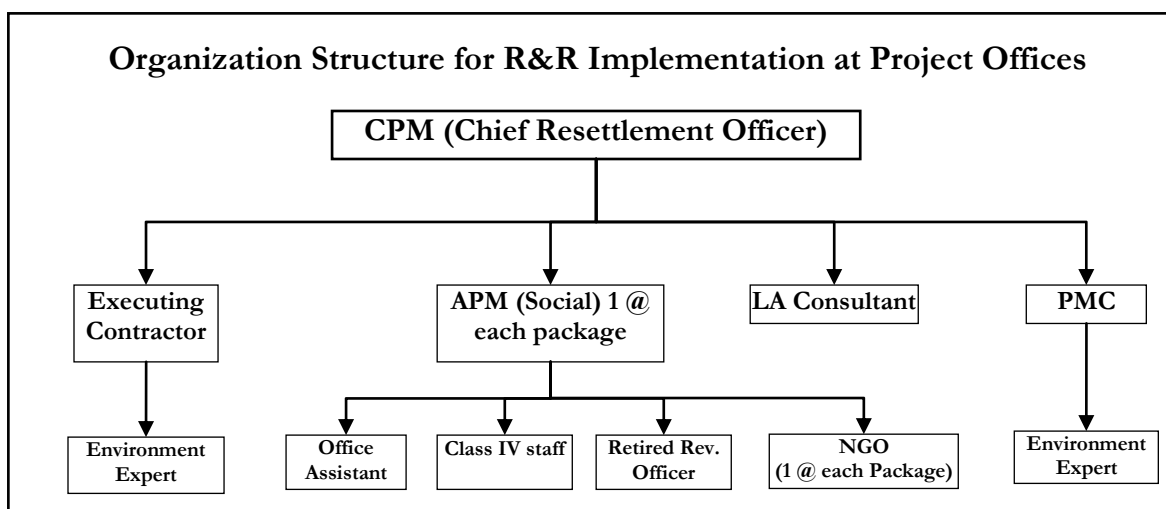 Organization Structure for R&R Implementation at Project Offices
CPM (Chief Resettlement Officer)
Executing
Contractor
APM (Social) 1 @
each package
LA Consultant
PMC
Environment
Expert
Office
Assistant
Class IV staff
Retired Rev.
Officer
NGO
(1 @ each Package)
Environment
Expert